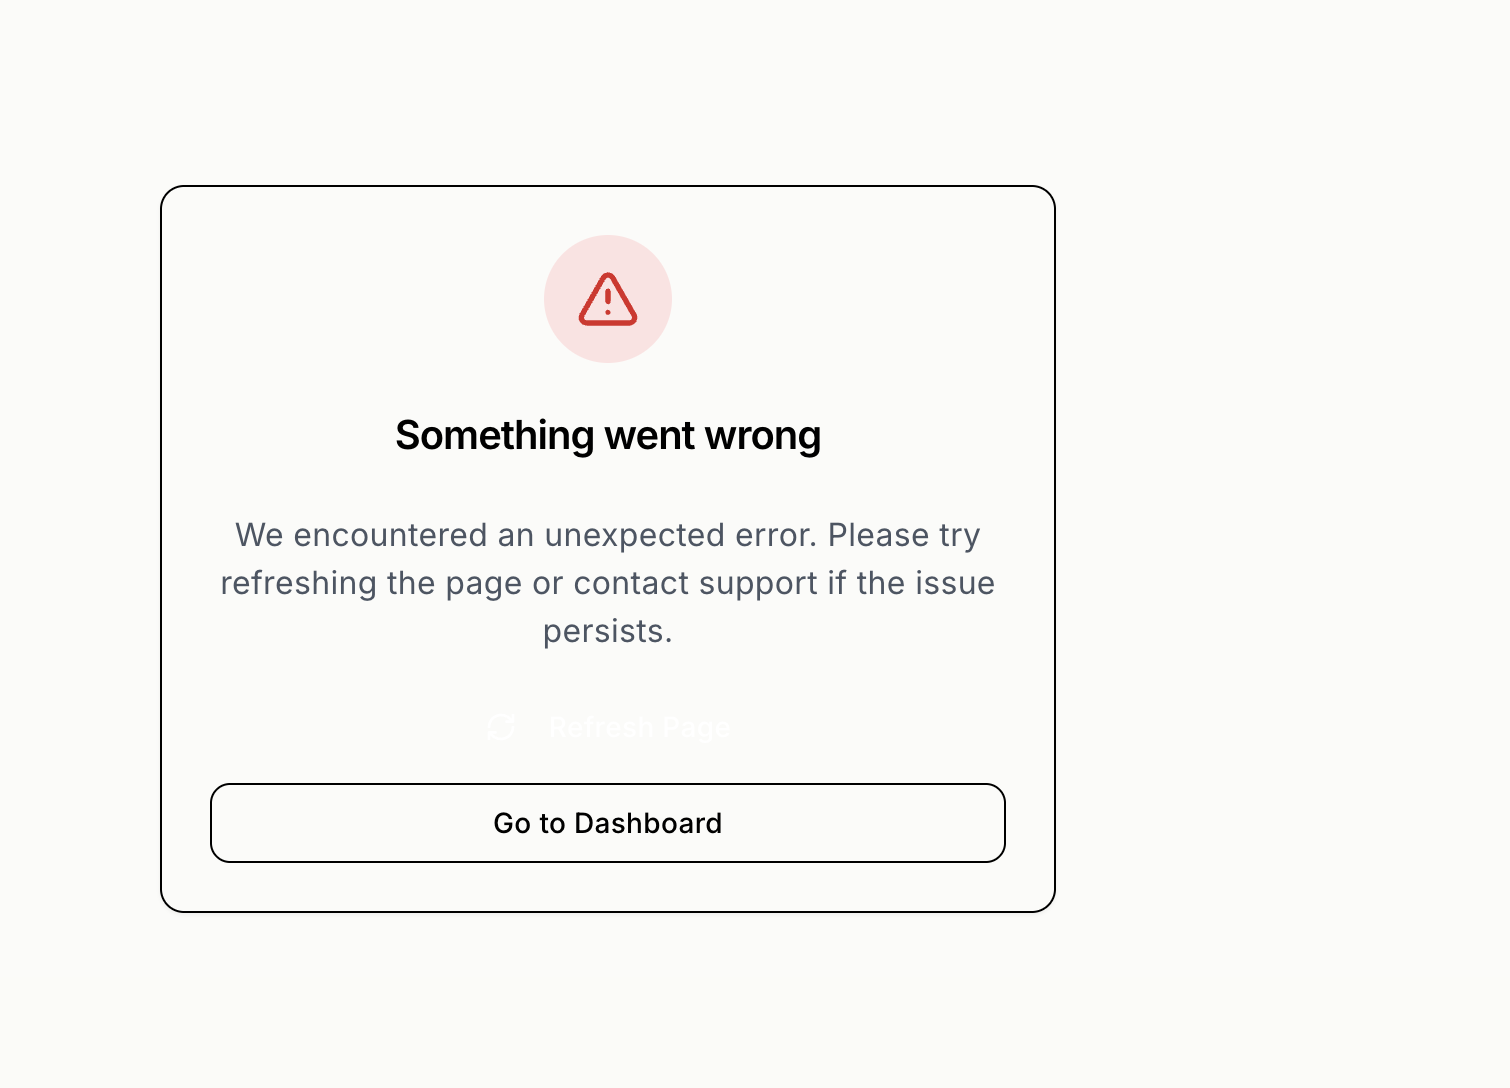 Something went wrong
We encountered an unexpected error. Please try
refreshing the page or contact support if the issue
persists.
Refresh Page
Go to Dashboard